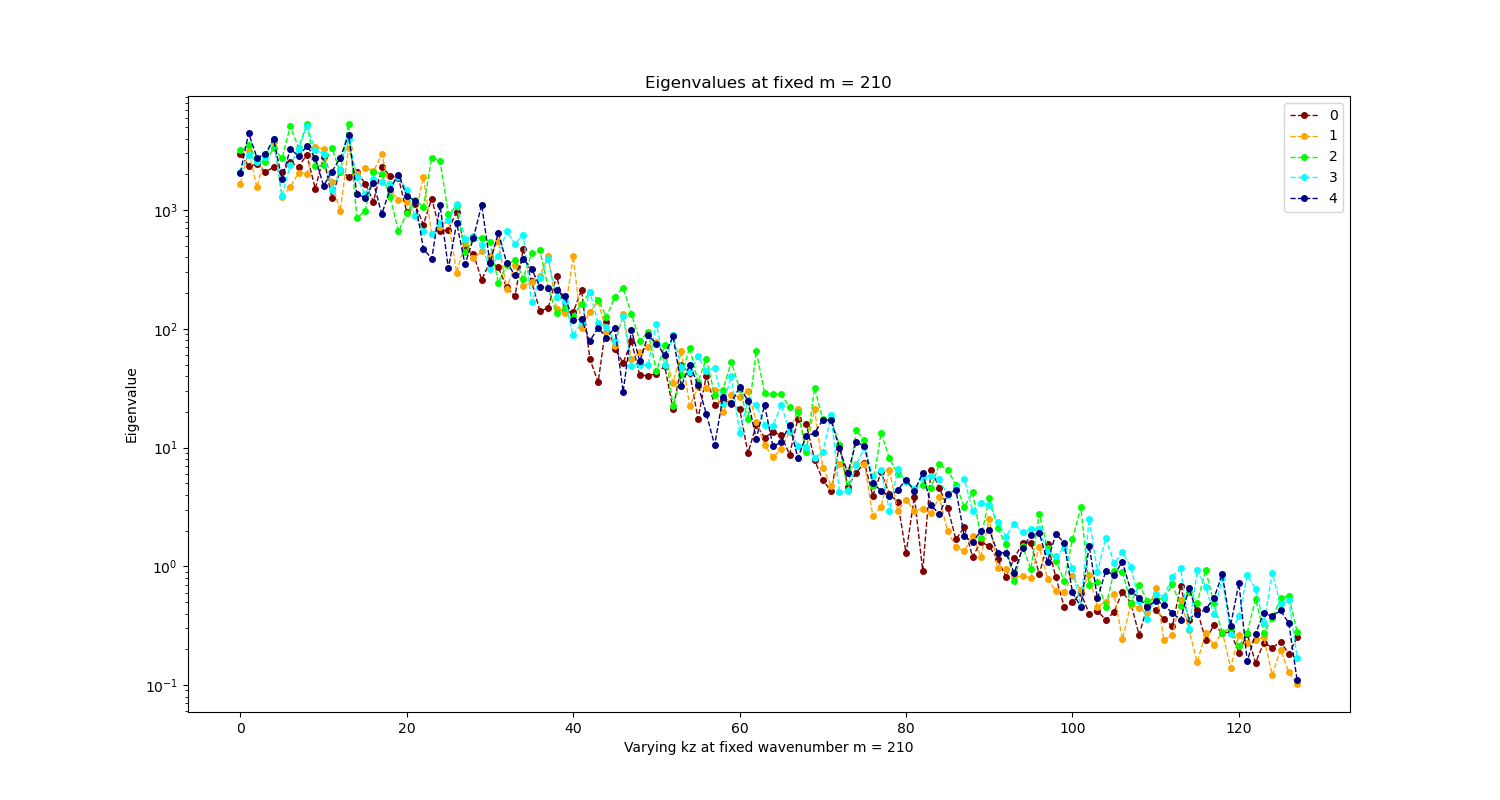 Eigenvalues at fixed m = 210
0
1
2
3
4
Eigenvalue
10³
10²
10¹
10⁰
10⁻¹
0 20 40 60 80 100 120
Varying kz at fixed wavenumber m = 210